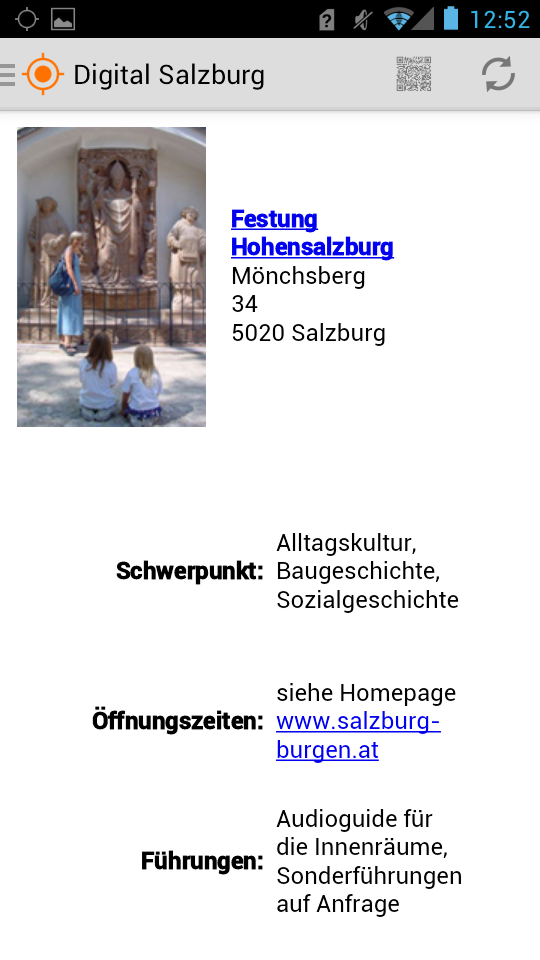 12:52
Digital Salzburg
Festung
Hohensalzburg
Mönchsberg
34
5020 Salzburg
Schwerpunkt:
Alltagskultur,
Baugeschichte,
Sozialgeschichte
Öffnungszeiten:
siehe Homepage
www.salzburg-
burgen.at
Führungen:
Audioguide für
die Innenräume,
Sonderführungen
auf Anfrage